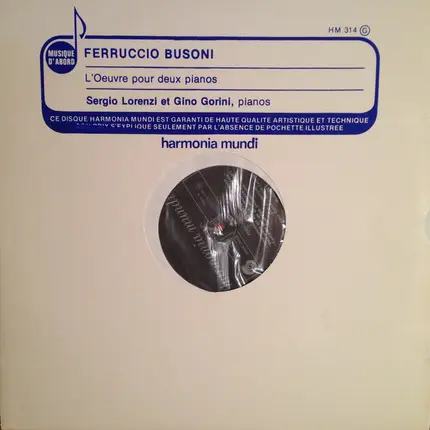 HM 314 G
MUSIQUE
D'ABORD
FERRUCCIO BUSONI
L'Oeuvre pour deux pianos
Sergio Lorenzi et Gino Gorini, pianos
CE DISQUE HARMONIA MUNDI EST GARANTI DE HAUTE QUALITE ARTISTIQUE ET TECHNIQUE
SON PRIX S'EXPLIQUE SEULEMENT PAR L'ABSENCE DE POCHETTE ILLUSTREE
harmonia mundi